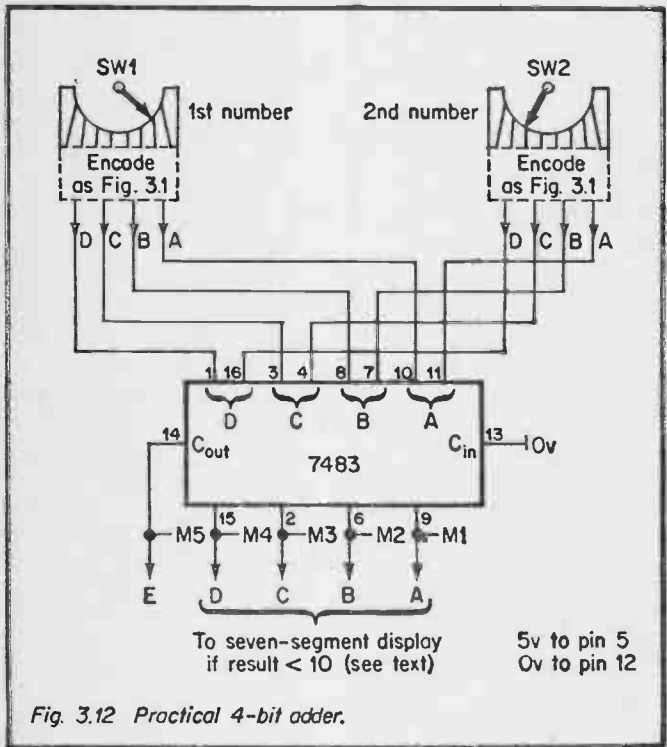 SW1
SW2
1st number
2nd number
Encode
as Fig. 3.1
Encode
as Fig. 3.1
D C B A
D C B A
1 16 3 4 8 7 10 11
D C B A
14 Cout
Cin 13 0v
7483
15 2 6 9
M5 M4 M3 M2 M1
E D C B A
To seven-segment display
if result < 10 (see text)
5v to pin 5
0v to pin 12
Fig. 3.12 Practical 4-bit adder.